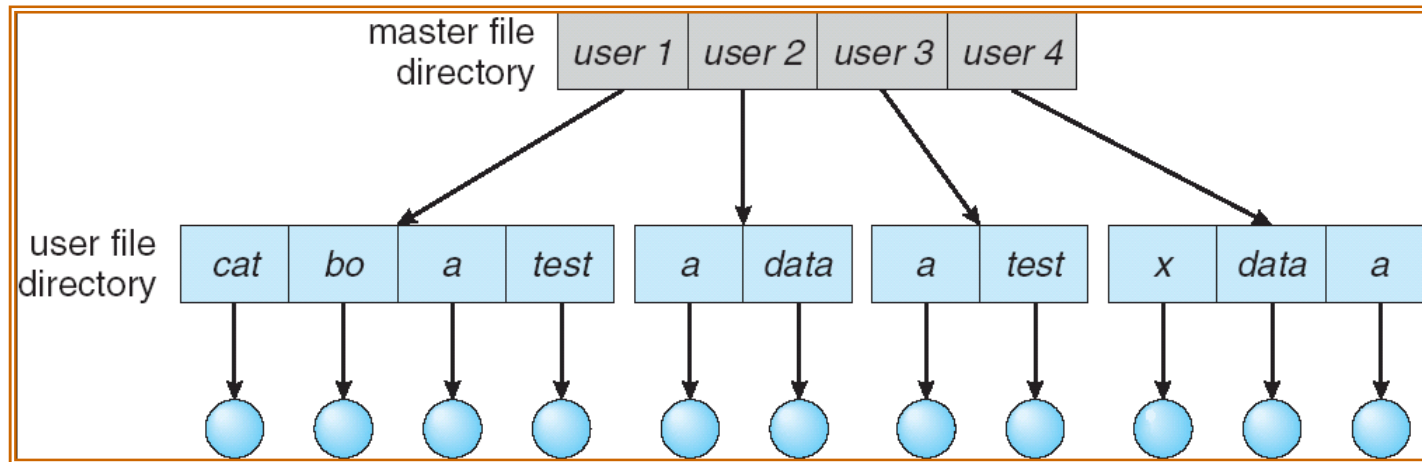 master file
directory
user 1 user 2 user 3 user 4
user file
directory
cat bo a test a data a test x data a